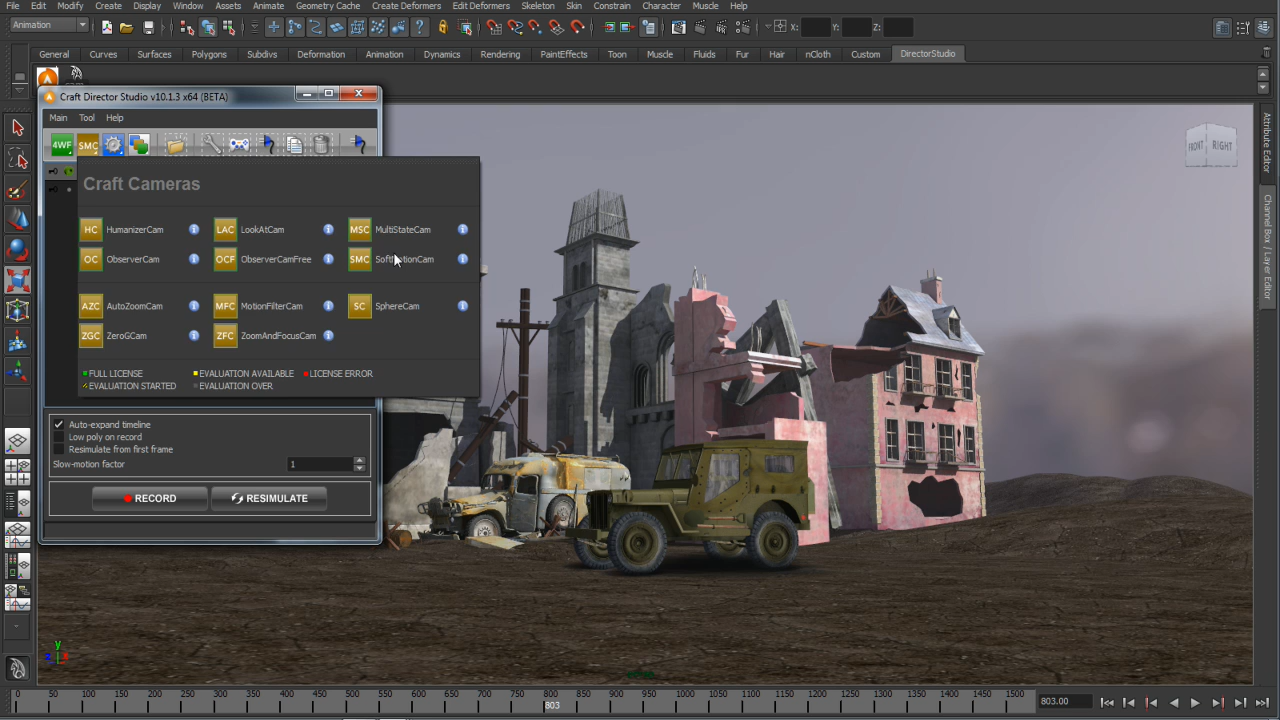 File Edit Modify Create Display Window Assets Animate Geometry Cache Create Deformers Edit Deformers Skeleton Skin Constrain Character Muscle Help
Animation X: Y: Z:
General Curves Surfaces Polygons Subdivs Deformation Animation Dynamics Rendering PaintEffects Toon Muscle Fluids Fur Hair nCloth Custom DirectorStudio
Craft Director Studio v10.1.3 x64 (BETA)
Main Tool Help
4WF SMC
Craft Cameras
HC HumanizerCam LAC LookAtCam MSC MultiStateCam
OC ObserverCam OCF ObserverCamFree SMC
AZC AutoZoomCam MFC MotionFilterCam SC SphereCam
ZGC ZeroGCam ZFC ZoomAndFocusCam
FULL LICENSE EVALUATION AVAILABLE LICENSE ERROR
EVALUATION STARTED EVALUATION OVER
Auto-expand timeline
Low poly on record
Resimulate from first frame
Slow-motion factor 1
RECORD RESIMULATE
FRONT RIGHT
Attribute Editor
Channel Box / Layer Editor
y
z x
0 50 100 150 200 250 300 350 400 450 500 550 600 650 700 750 800 850 900 950 1000 1050 1100 1150 1200 1250 1300 1350 1400 1450 1500
803 803.00